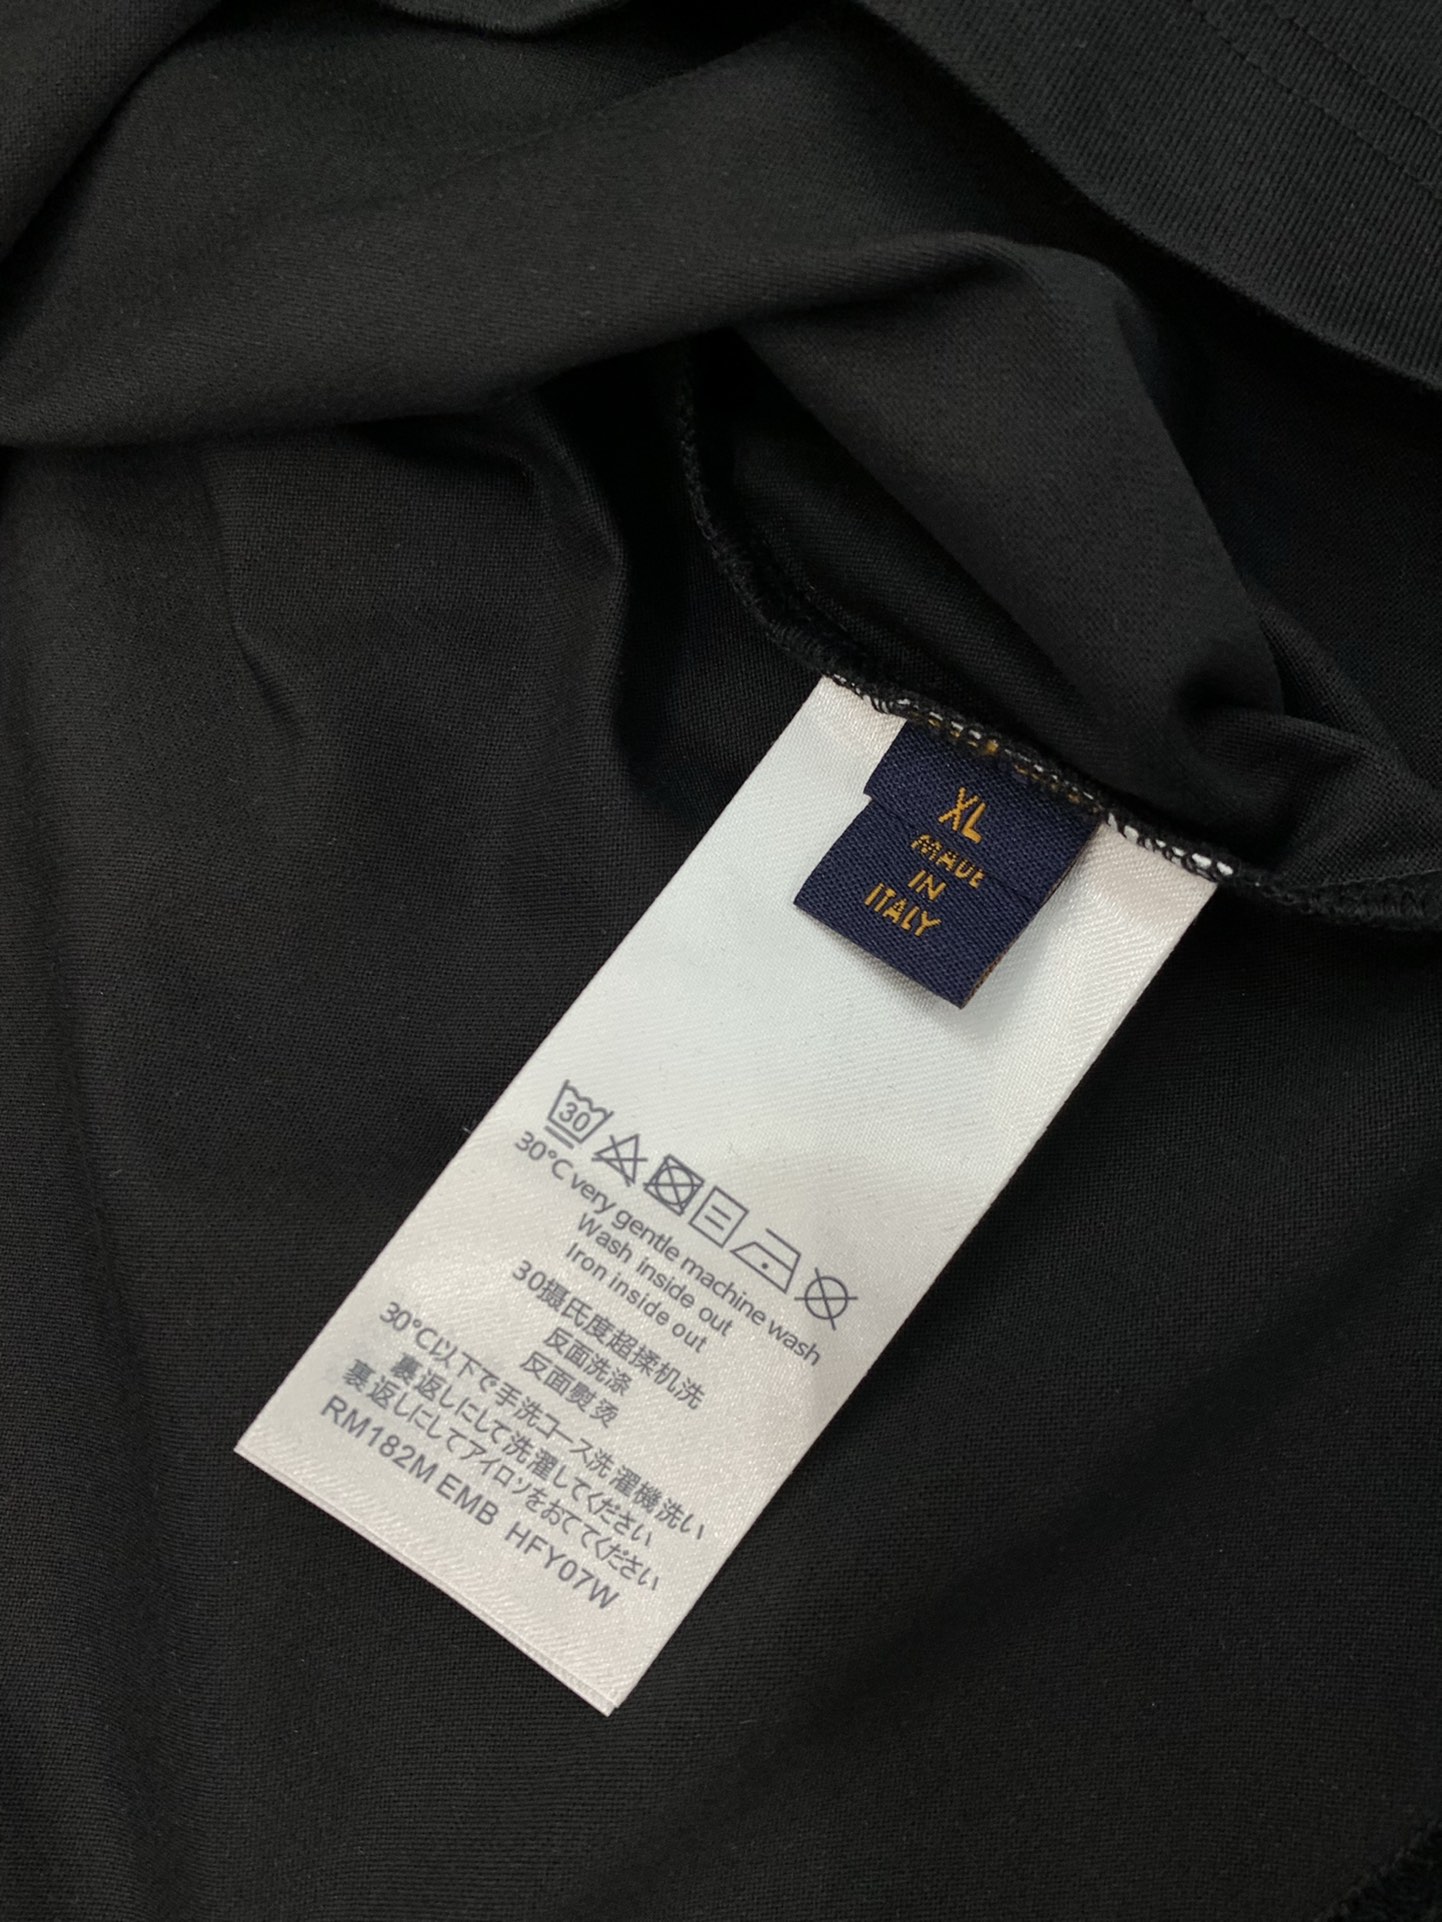 XL
MADE
IN
ITALY
30
30°C very gentle machine wash
Wash inside out
Iron inside out
30摄氏度超揉机洗
反面洗涤
反面熨烫
30℃以下で手洗コース洗濯機洗い
裏返しにして洗濯してください
裏返しにしてアイロンをおてください
RM182M EMB HFY07W